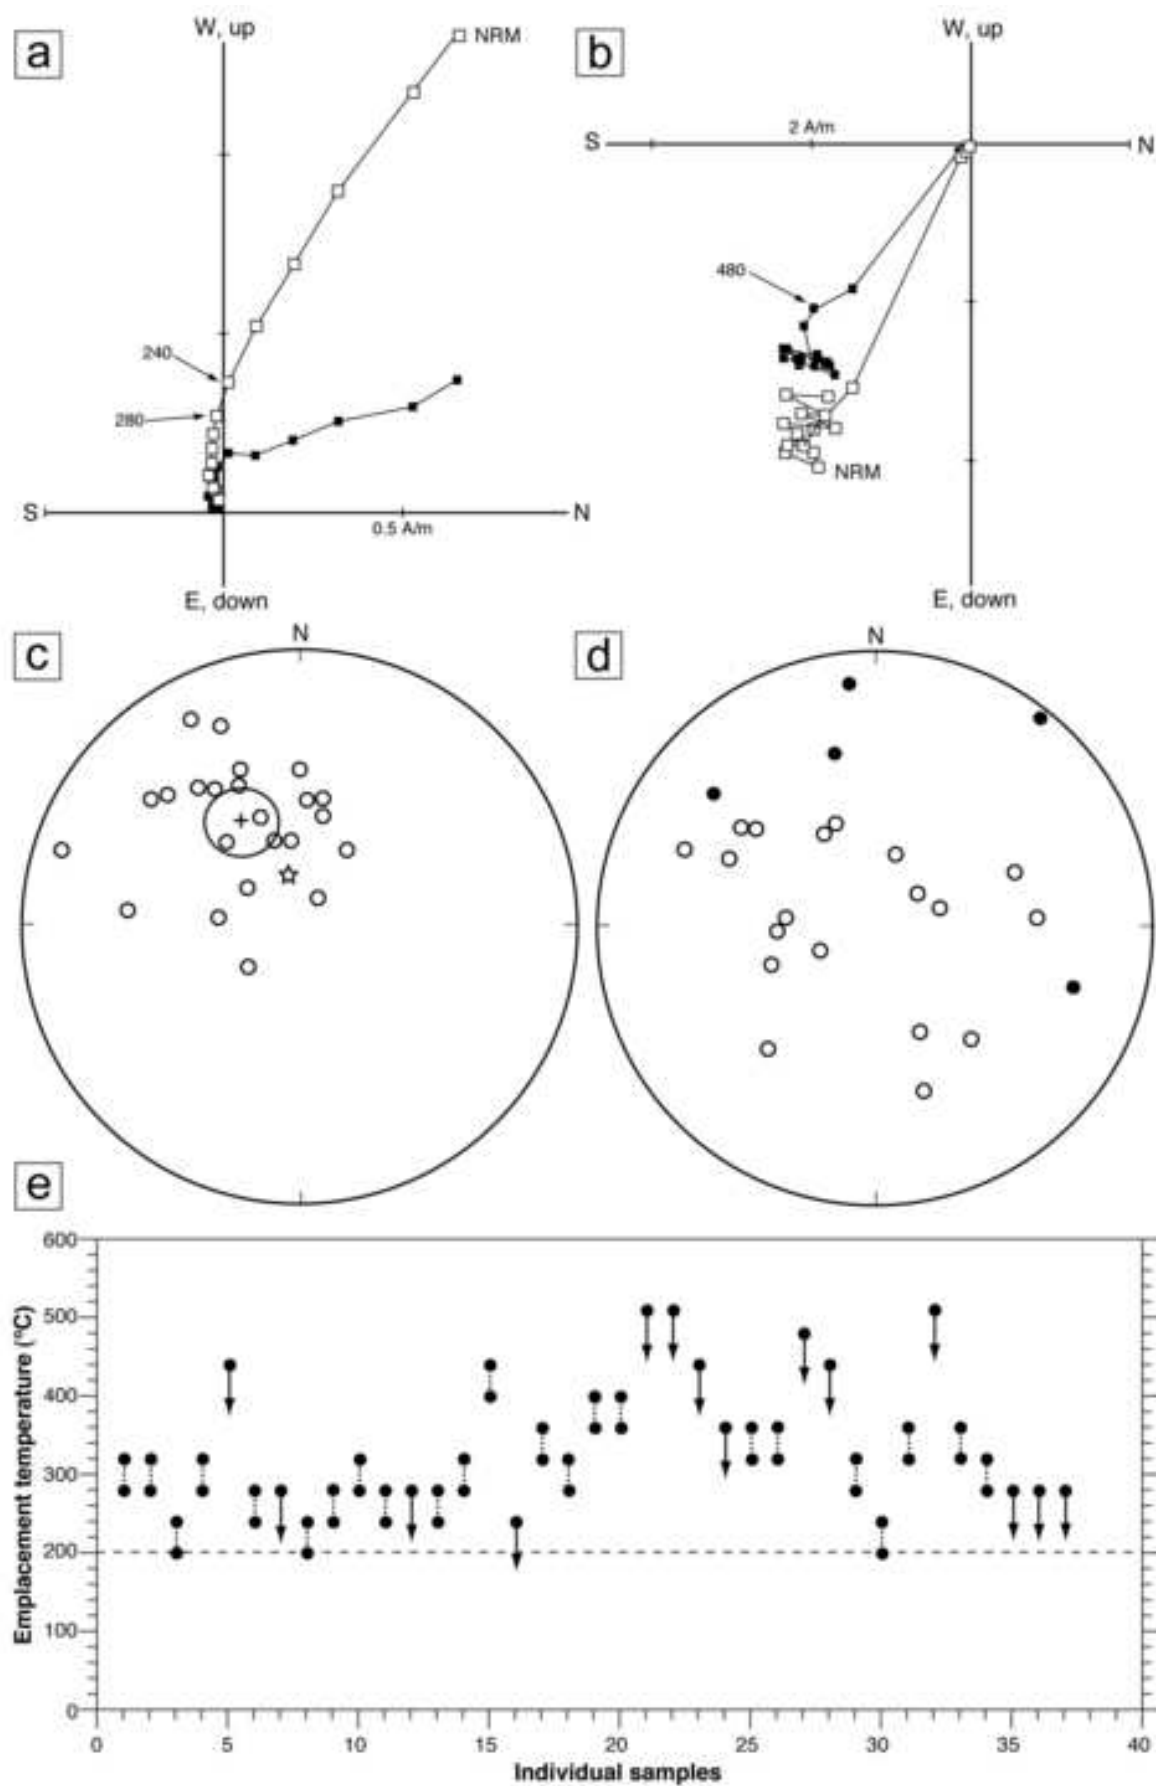 a
W, up
NRM
240
280
S
N
0.5 A/m
E, down
b
W, up
2 A/m
S
N
480
NRM
E, down
c
N
d
N
e
Emplacement temperature (°C)
600
500
400
300
200
100
0
0 5 10 15 20 25 30 35 40
Individual samples